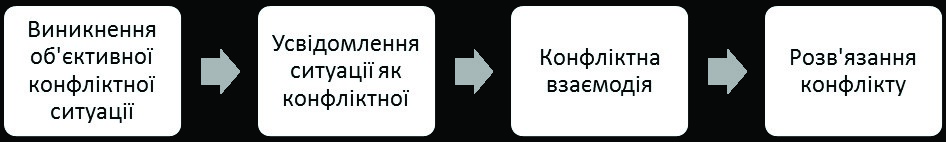 Виникнення
об'єктивної
конфліктної
ситуації
Усвідомлення
ситуації як
конфліктної
Конфліктна
взаємодія
Розв'язання
конфлікту